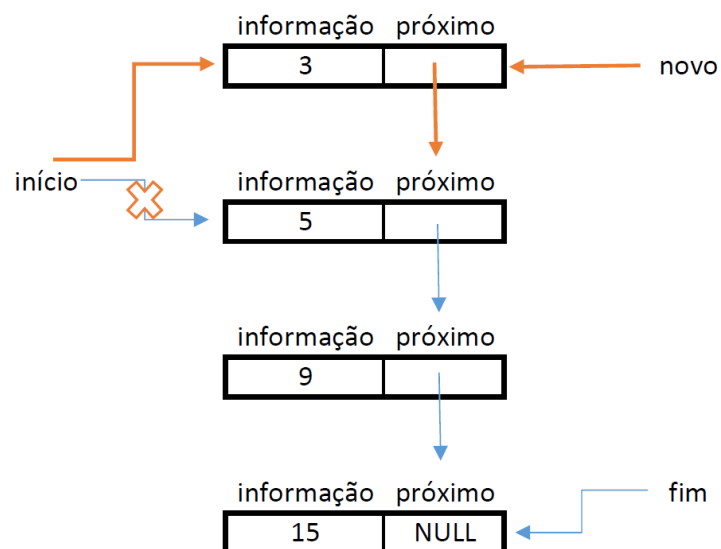 informação próximo
3
novo
início
informação próximo
5
informação próximo
9
informação próximo
fim
15 NULL